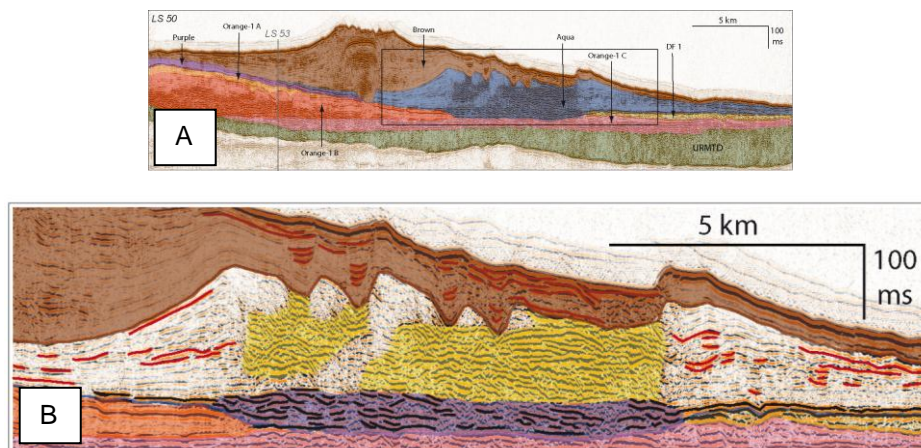 LS 50
Purple
Orange-1 A
LS 53
Brown
Aqua
Orange-1 C
DF 1
5 km
100
ms
Orange-1 B
URMTD
A
5 km
100
ms
B